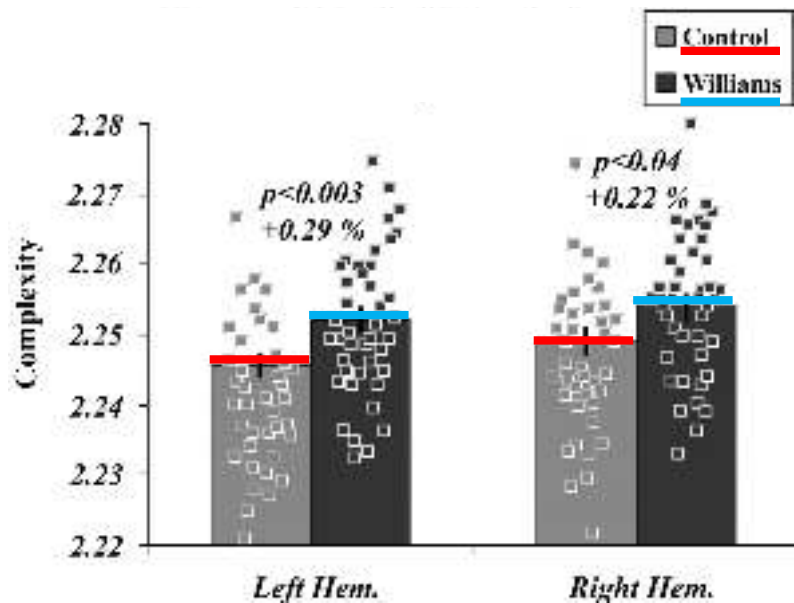 Control
Williams
2.28
2.27
2.26
2.25
2.24
2.23
2.22
Complexity
p<0.003
+0.29 %
p<0.04
+0.22 %
Left Hem.
Right Hem.